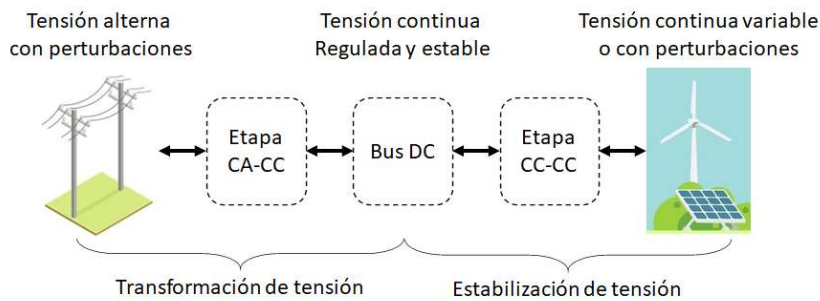 Tensión alterna
con perturbaciones
Tensión continua
Regulada y estable
Tensión continua variable
o con perturbaciones
Etapa
CA-CC
Bus DC
Etapa
CC-CC
Transformación de tensión
Estabilización de tensión